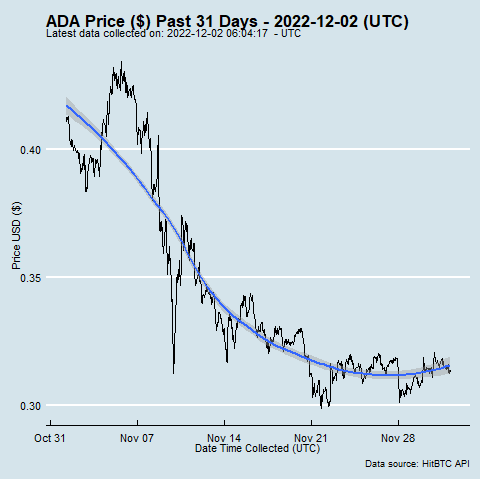 ADA Price ($) Past 31 Days - 2022-12-02 (UTC)
Latest data collected on: 2022-12-02 06:04:17  - UTC
Price USD ($)
0.40
0.35
0.30
Oct 31
Nov 07
Nov 14
Nov 21
Nov 28
Date Time Collected (UTC)
Data source: HitBTC API